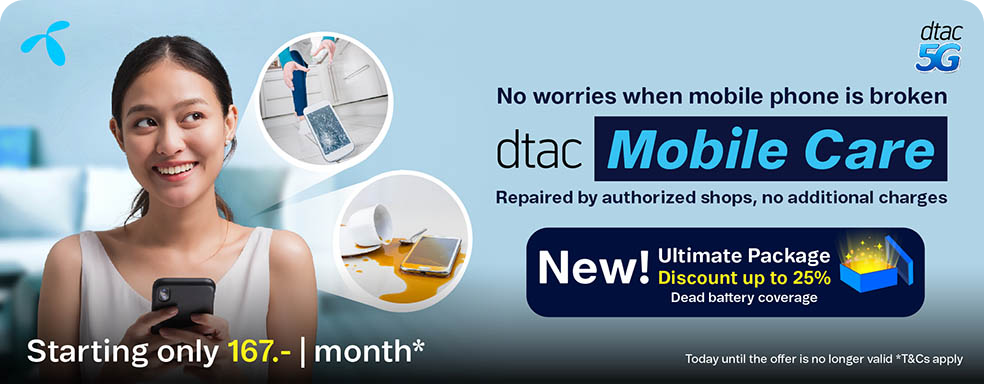 dtac
5G
No worries when mobile phone is broken
dtac Mobile Care
Repaired by authorized shops, no additional charges
New!
Ultimate Package
Discount up to 25%
Dead battery coverage
Starting only 167.- | month*
Today until the offer is no longer valid *T&Cs apply